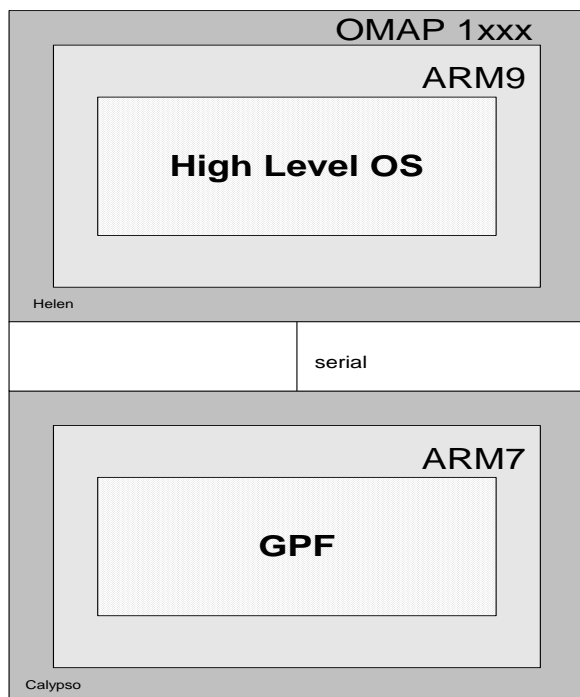 OMAP 1xxx
ARM9
High Level OS
Helen
serial
ARM7
GPF
Calypso